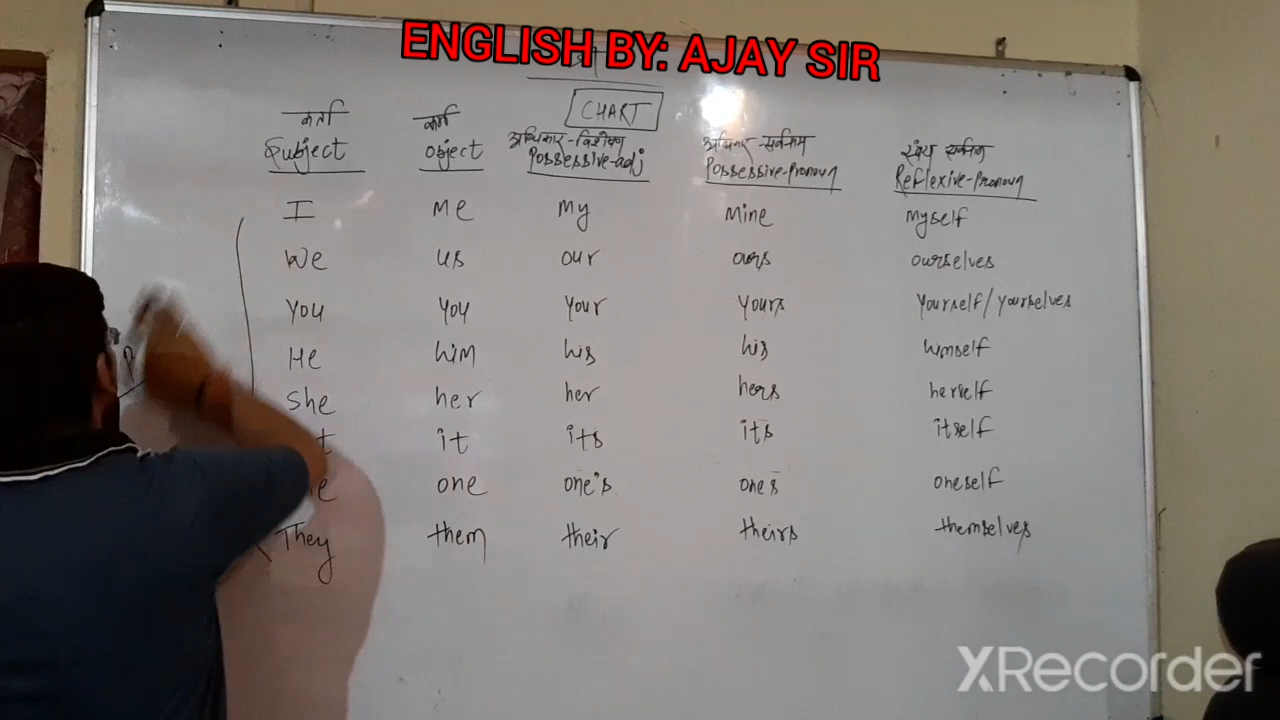 ENGLISH BY: AJAY SIR
CHART
कर्ता कर्म अधिकार-विशेषण अधिकार-सर्वनाम
Subject object Possessive-adj Possessive-Pronoun Reflexive-Pronoun
I me my mine myself
We us our ours ourselves
You you your yours yourself/yourselves
He him his his himself
She her her hers herself
it its its itself
one one's one's oneself
They them their theirs themselves
XRecorder